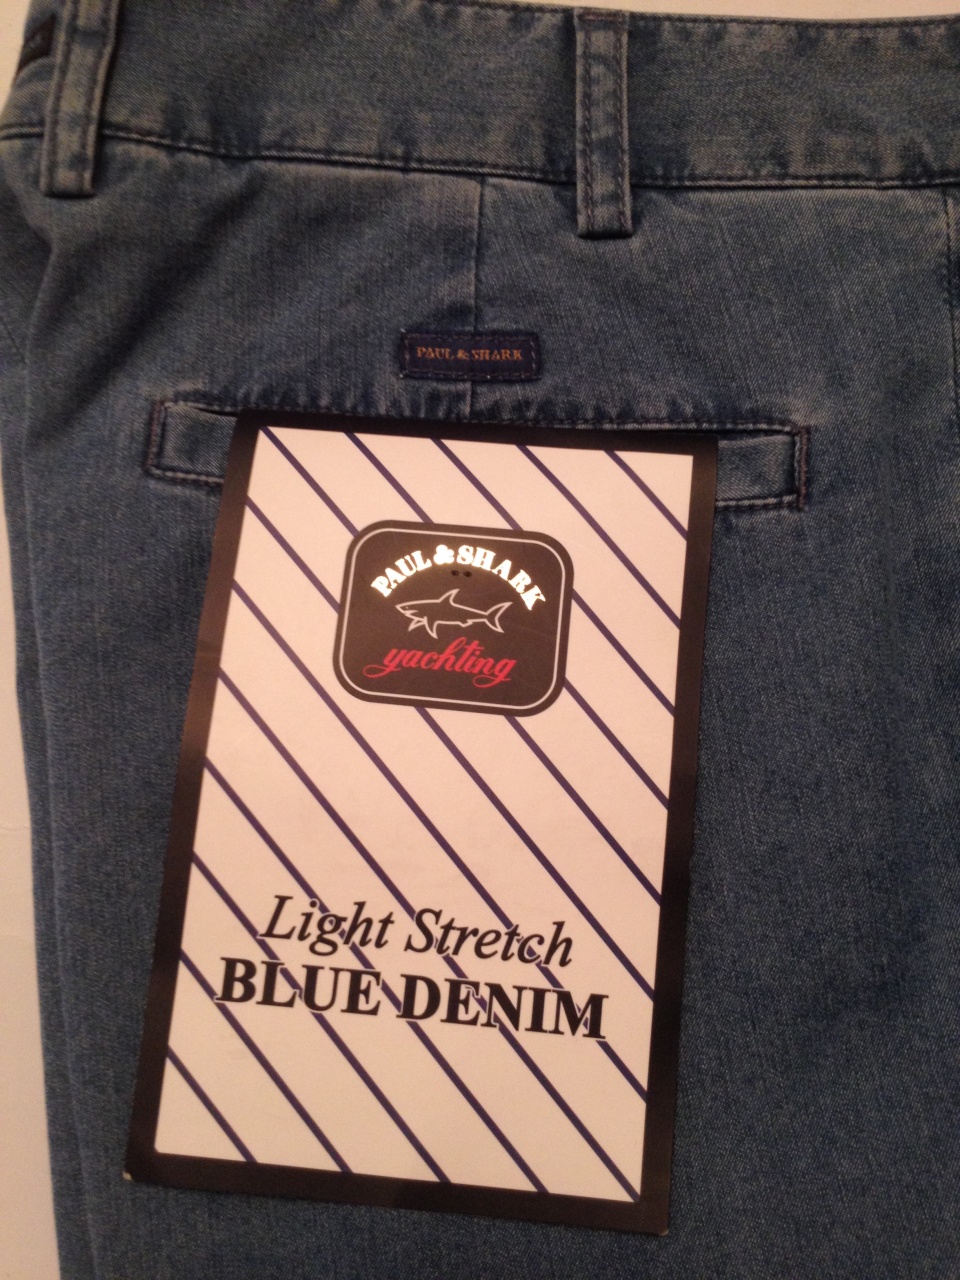 PAUL & SHARK
PAUL & SHARK
yachting
Light Stretch
BLUE DENIM